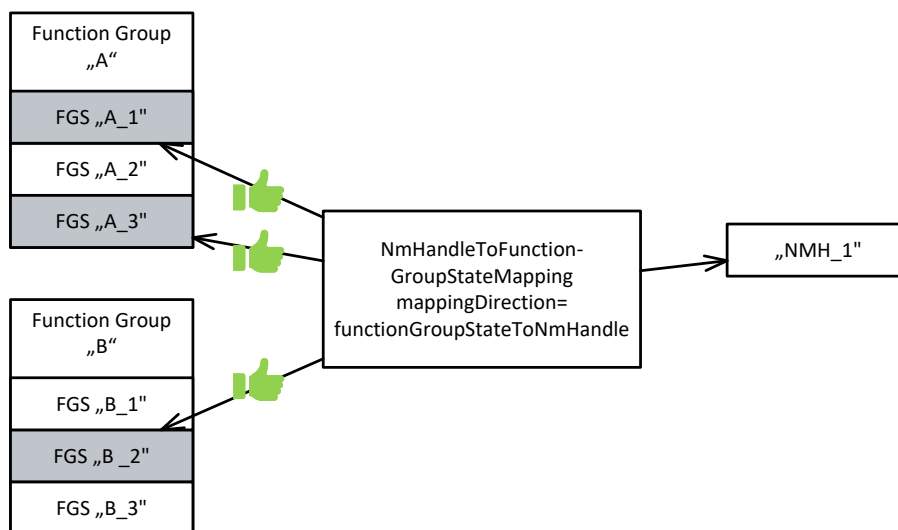 Function Group
„A“
FGS „A_1"
FGS „A_2"
FGS „A_3"
NmHandleToFunction-
GroupStateMapping
mappingDirection=
functionGroupStateToNmHandle
„NMH_1"
Function Group
„B“
FGS „B_1"
FGS „B _2"
FGS „B_3"